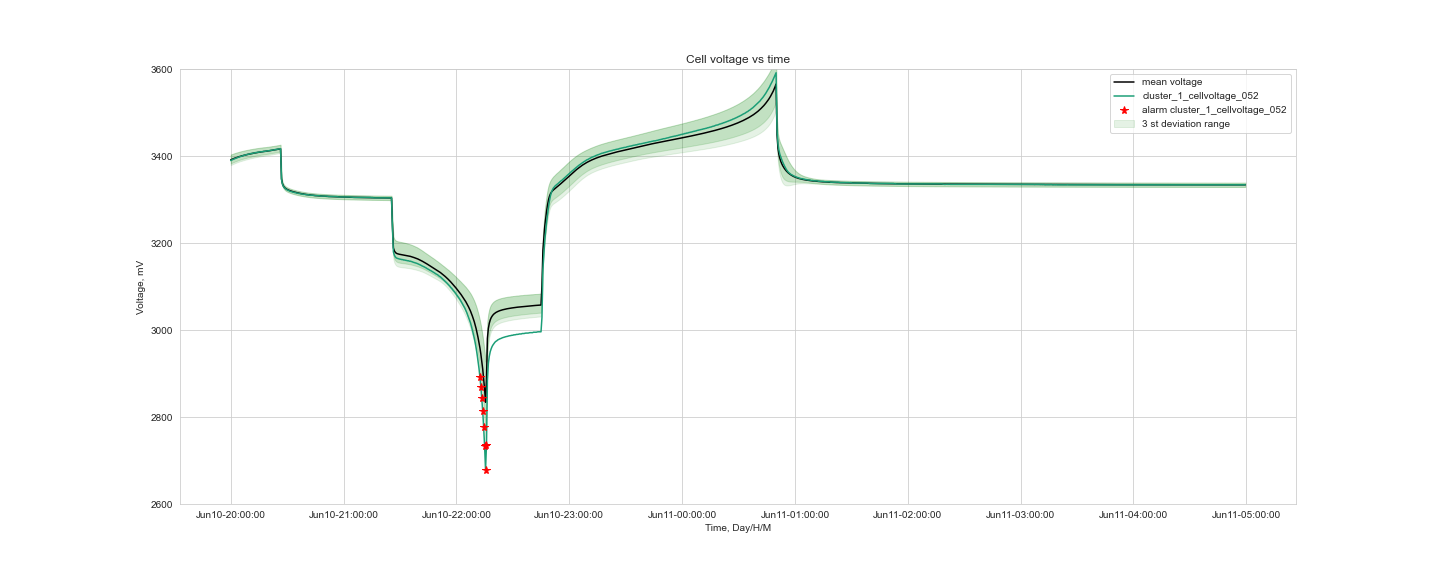 Cell voltage vs time
3600
3400
3200
3000
2800
2600
Voltage, mV
mean voltage
cluster_1_cellvoltage_052
alarm cluster_1_cellvoltage_052
3 st deviation range
Jun10-20:00:00 Jun10-21:00:00 Jun10-22:00:00 Jun10-23:00:00 Jun11-00:00:00 Jun11-01:00:00 Jun11-02:00:00 Jun11-03:00:00 Jun11-04:00:00 Jun11-05:00:00
Time, Day/H/M